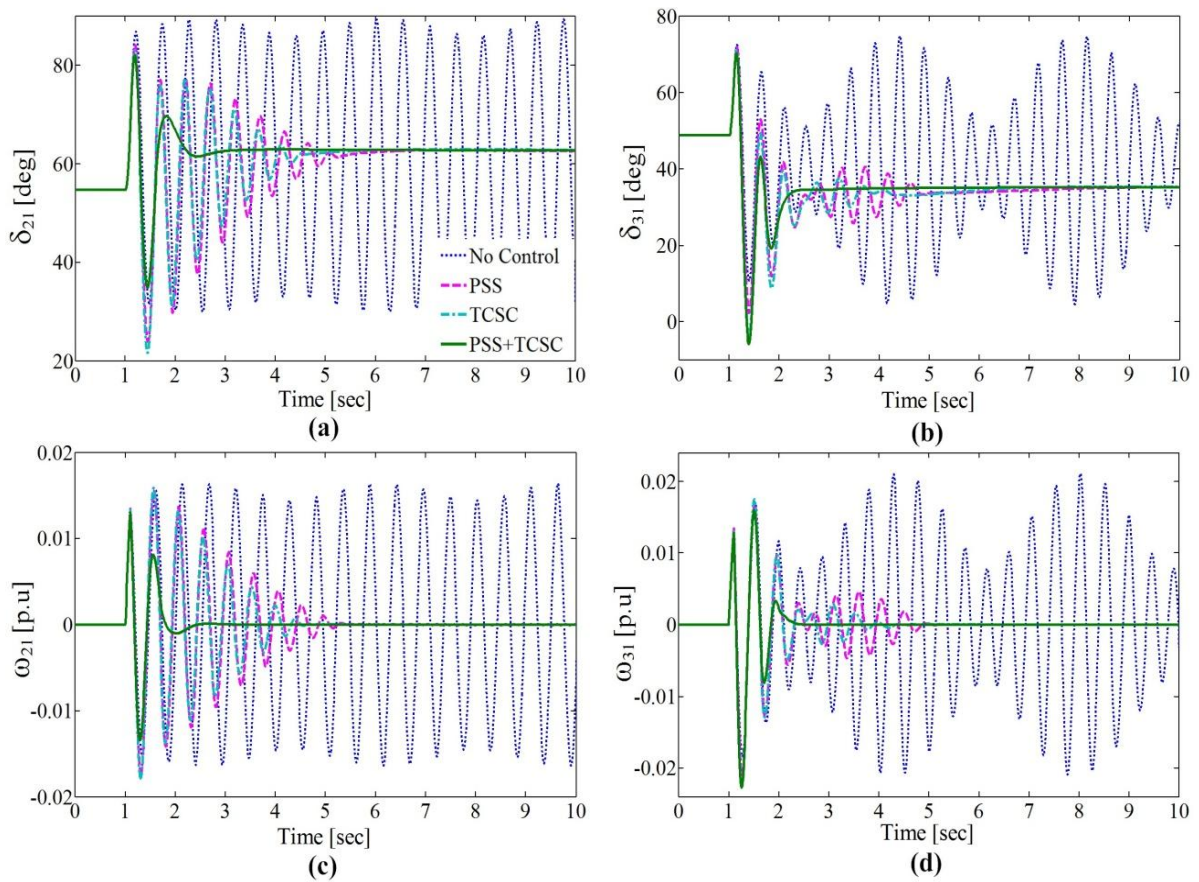 80
60
40
20
δ21 [deg]
No Control
PSS
TCSC
PSS+TCSC
0 1 2 3 4 5 6 7 8 9 10
Time [sec]
(a)
80
60
40
20
0
δ31 [deg]
0 1 2 3 4 5 6 7 8 9 10
Time [sec]
(b)
0.02
0.01
0
-0.01
-0.02
ω21 [p.u]
0 1 2 3 4 5 6 7 8 9 10
Time [sec]
(c)
0.02
0.01
0
-0.01
-0.02
ω31 [p.u]
0 1 2 3 4 5 6 7 8 9 10
Time [sec]
(d)